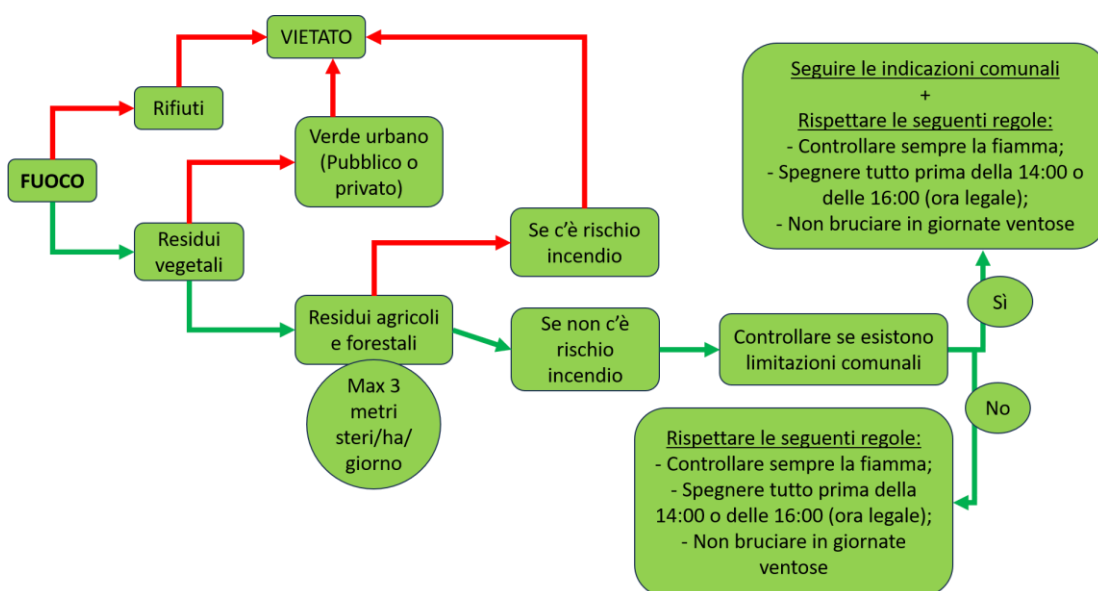 VIETATO
Rifiuti
FUOCO
Verde urbano
(Pubblico o
privato)
Residui
vegetali
Se c'è rischio
incendio
Residui agricoli
e forestali
Max 3
metri
steri/ha/
giorno
Se non c'è
rischio
incendio
Controllare se esistono
limitazioni comunali
Sì
Seguire le indicazioni comunali
+
Rispettare le seguenti regole:
- Controllare sempre la fiamma;
- Spegnere tutto prima della 14:00 o
delle 16:00 (ora legale);
- Non bruciare in giornate ventose
No
Rispettare le seguenti regole:
- Controllare sempre la fiamma;
- Spegnere tutto prima della
14:00 o delle 16:00 (ora legale);
- Non bruciare in giornate
ventose